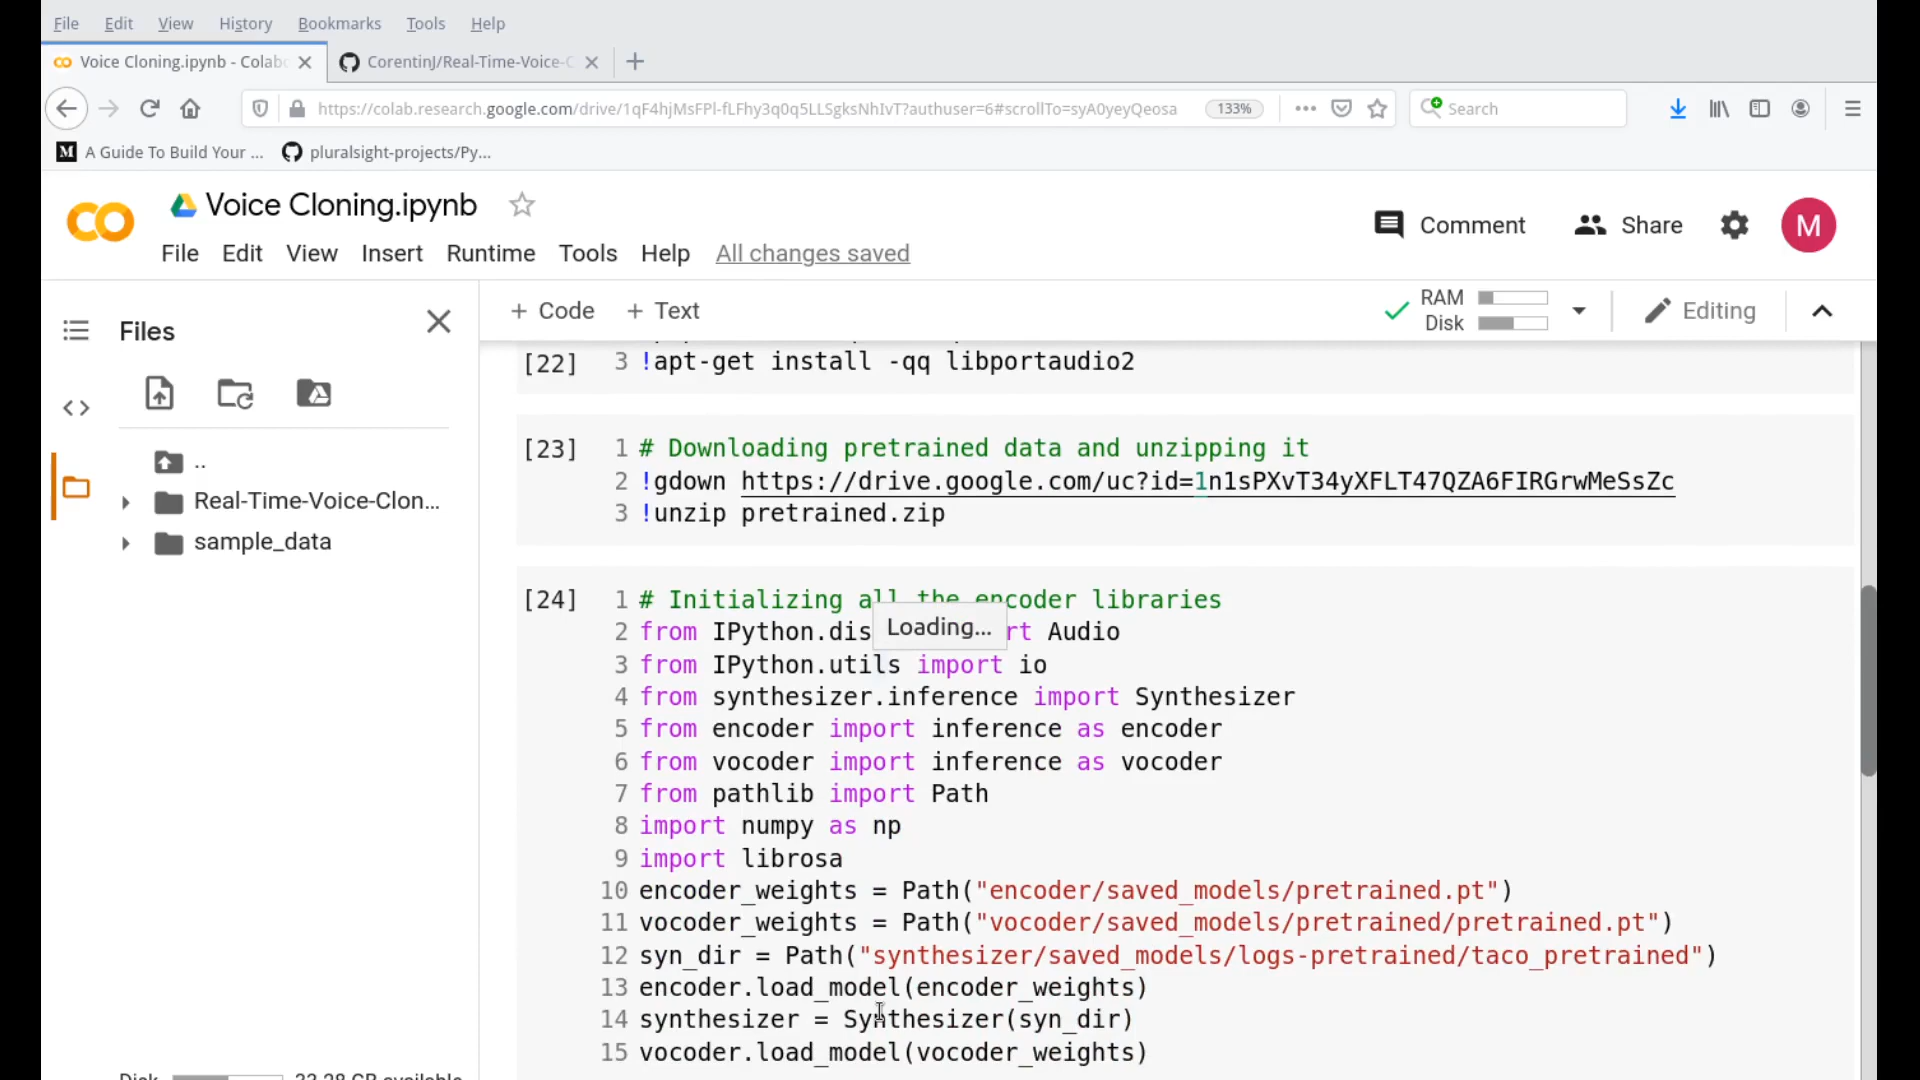 File Edit View History Bookmarks Tools Help
Voice Cloning.ipynb - Colab
CorentinJ/Real-Time-Voice-C
https://colab.research.google.com/drive/1qF4hjMsFPl-fLFhy3q0q5LLSgksNhIvT?authuser=6#scrollTo=syA0yeyQeosa
133%
Search
M A Guide To Build Your ...
pluralsight-projects/Py...
Voice Cloning.ipynb
Comment
Share
M
File Edit View Insert Runtime Tools Help All changes saved
Files
+ Code + Text
RAM
Disk
Editing
..
Real-Time-Voice-Clon...
sample_data
[22] 3 !apt-get install -qq libportaudio2
[23] 1 # Downloading pretrained data and unzipping it
2 !gdown https://drive.google.com/uc?id=1n1sPXvT34yXFLT47QZA6FIRGrwMeSsZc
3 !unzip pretrained.zip
[24] 1 # Initializing all the encoder libraries
Loading...
2 from IPython.dis rt Audio
3 from IPython.utils import io
4 from synthesizer.inference import Synthesizer
5 from encoder import inference as encoder
6 from vocoder import inference as vocoder
7 from pathlib import Path
8 import numpy as np
9 import librosa
10 encoder_weights = Path("encoder/saved_models/pretrained.pt")
11 vocoder_weights = Path("vocoder/saved_models/pretrained/pretrained.pt")
12 syn_dir = Path("synthesizer/saved_models/logs-pretrained/taco_pretrained")
13 encoder.load_model(encoder_weights)
14 synthesizer = Synthesizer(syn_dir)
15 vocoder.load_model(vocoder_weights)
Disk 33.28 GB available